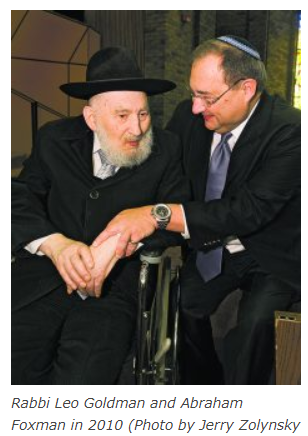 Rabbi Leo Goldman and Abraham
Foxman in 2010 (Photo by Jerry Zolynsky